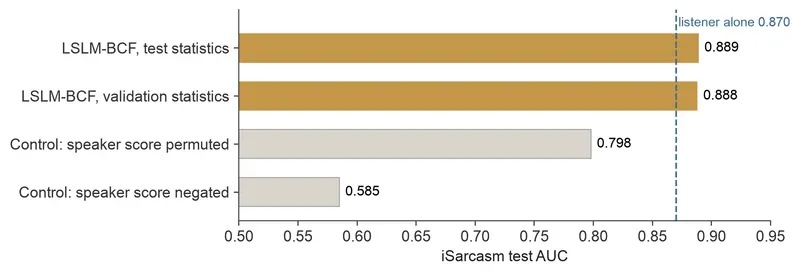 listener alone 0.870
LSLM-BCF, test statistics
0.889
LSLM-BCF, validation statistics
0.888
Control: speaker score permuted
0.798
Control: speaker score negated
0.585
0.50 0.55 0.60 0.65 0.70 0.75 0.80 0.85 0.90 0.95
iSarcasm test AUC